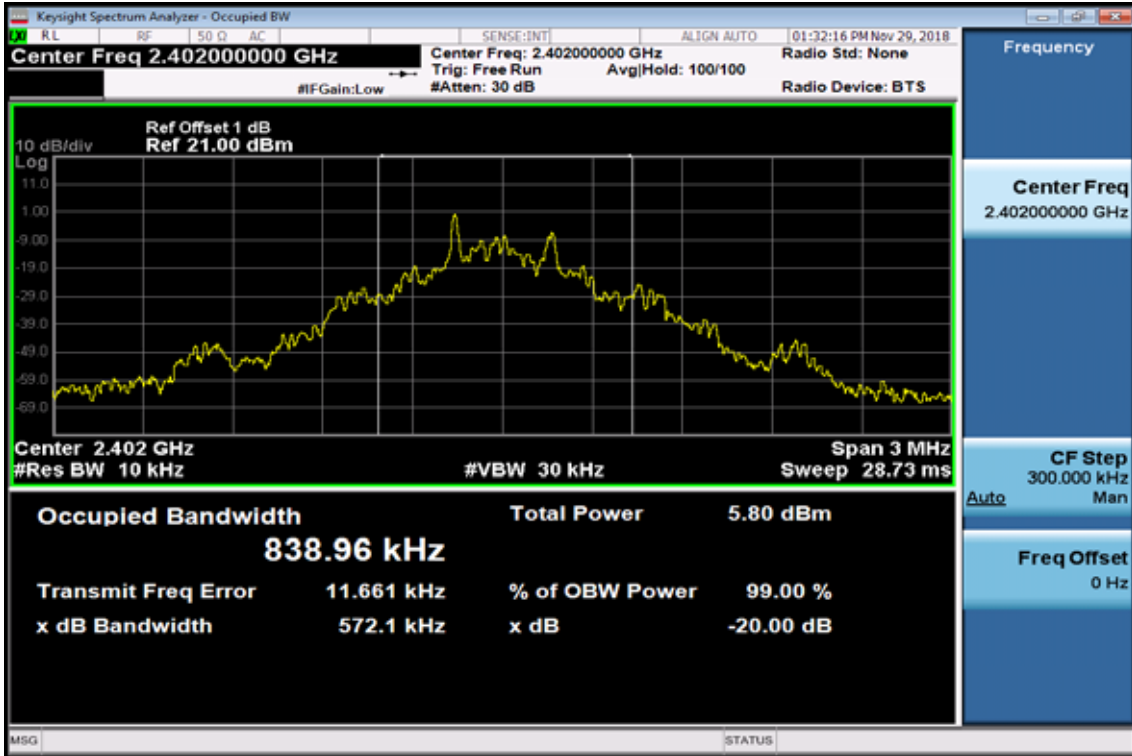 Keysight Spectrum Analyzer - Occupied BW
LXI RL RF 50 Ω AC SENSE:INT ALIGN AUTO 01:32:16 PM Nov 29, 2018
Center Freq 2.402000000 GHz
Center Freq: 2.402000000 GHz
Radio Std: None
Trig: Free Run Avg|Hold: 100/100
#IFGain:Low
#Atten: 30 dB
Radio Device: BTS
Ref Offset 1 dB
10 dB/div Ref 21.00 dBm
Log
11.0
1.00
-9.00
-19.0
-29.0
-39.0
-49.0
-59.0
-69.0
Center 2.402 GHz Span 3 MHz
#Res BW 10 kHz #VBW 30 kHz Sweep 28.73 ms
Occupied Bandwidth Total Power 5.80 dBm
838.96 kHz
Transmit Freq Error 11.661 kHz % of OBW Power 99.00 %
x dB Bandwidth 572.1 kHz x dB -20.00 dB
Frequency
Center Freq
2.402000000 GHz
CF Step
300.000 kHz
Auto Man
Freq Offset
0 Hz
MSG STATUS